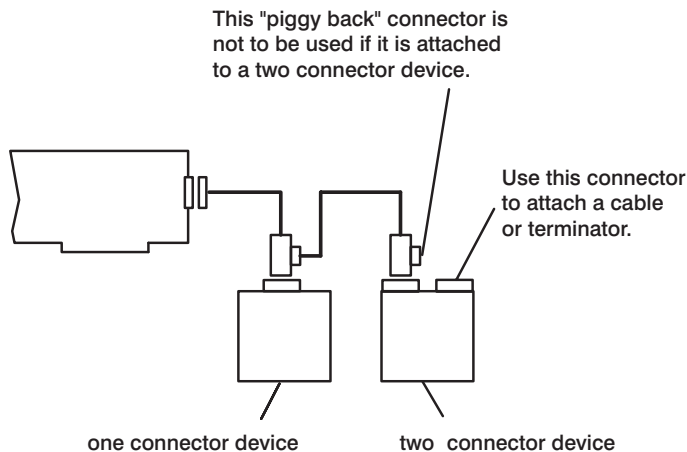 This "piggy back" connector is
not to be used if it is attached
to a two connector device.
Use this connector
to attach a cable
or terminator.
one connector device
two connector device